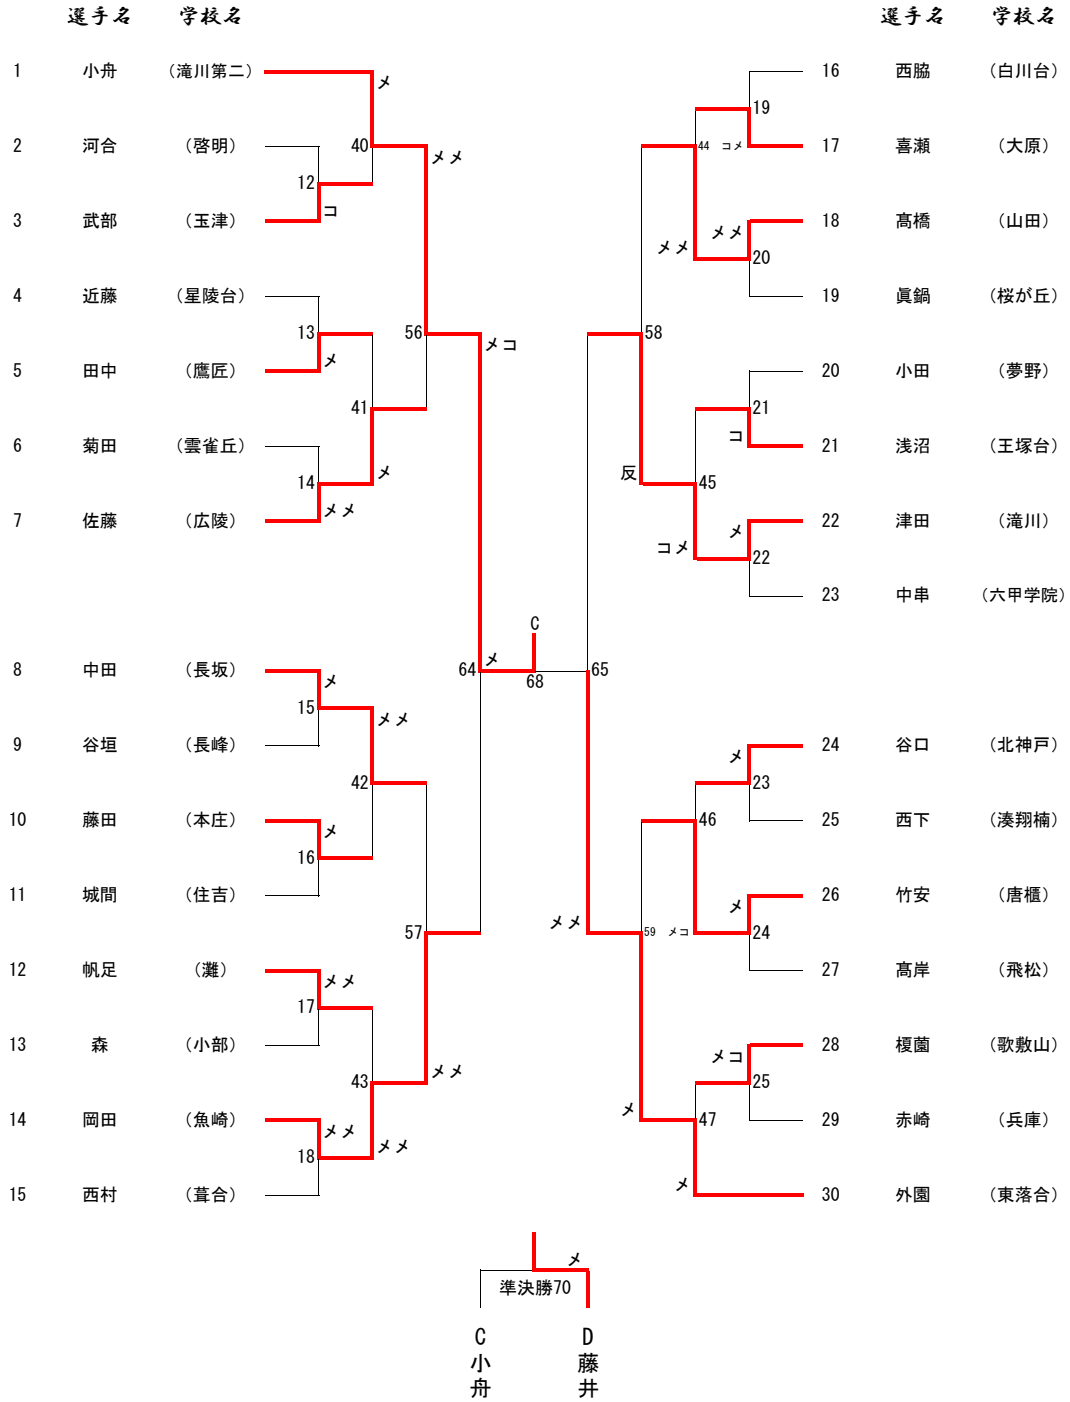 選手名 学校名 選手名 学校名
1 小舟 (滝川第二) メ 16 西脇 (白川台)
19
2 河合 (啓明) 40 メメ 44 コメ 17 喜瀬 (大原)
12
3 武部 (玉津) コ メメ 18 髙橋 (山田)
メメ 20
4 近藤 (星陵台) 19 眞鍋 (桜が丘)
13 56 メコ 58
5 田中 (鷹匠) メ 20 小田 (夢野)
41 21
6 菊田 (雲雀丘) コ 21 浅沼 (王塚台)
14 メ 反 45
7 佐藤 (広陵) メメ メ 22 津田 (滝川)
コメ 22
23 中串 (六甲学院)
C
8 中田 (長坂) メ 64 メ 68 65
15 メメ
9 谷垣 (長峰) メ 24 谷口 (北神戸)
42 23
10 藤田 (本庄) メ 46 25 西下 (湊翔楠)
16
11 城間 (住吉) メ 26 竹安 (唐櫃)
57 メメ 59 メコ 24
12 帆足 (灘) メメ 27 髙岸 (飛松)
17
13 森 (小部) メコ 28 榎薗 (歌敷山)
43 メメ 25
14 岡田 (魚崎) メメ メ 47 29 赤崎 (兵庫)
18 メメ メ
15 西村 (葺合) 30 外園 (東落合)
メ
準決勝70
C小舟 D藤井